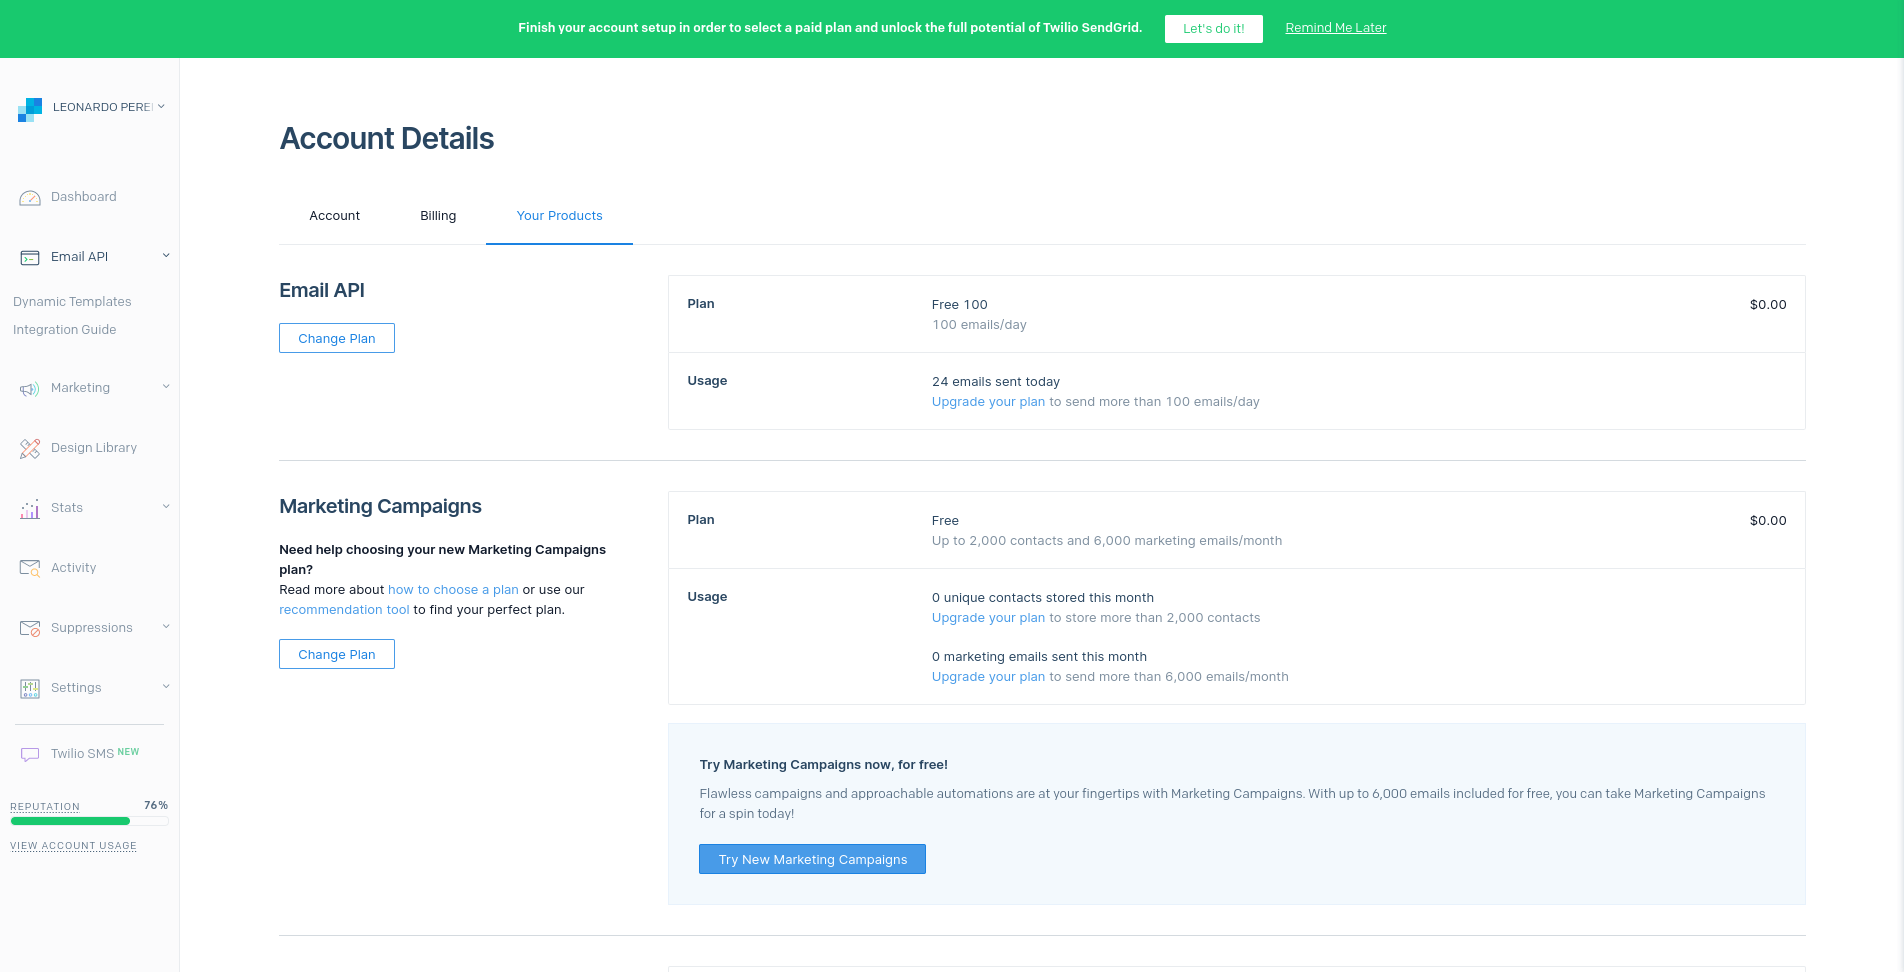 Finish your account setup in order to select a paid plan and unlock the full potential of Twilio SendGrid.
Let's do it!
Remind Me Later
LEONARDO PERE
Dashboard
Email API
Dynamic Templates
Integration Guide
Marketing
Design Library
Stats
Activity
Suppressions
Settings
Twilio SMS NEW
REPUTATION 76%
VIEW ACCOUNT USAGE
Account Details
Account
Billing
Your Products
Email API
Change Plan
Plan
Free 100
$0.00
100 emails/day
Usage
24 emails sent today
Upgrade your plan to send more than 100 emails/day
Marketing Campaigns
Need help choosing your new Marketing Campaigns
plan?
Read more about how to choose a plan or use our
recommendation tool to find your perfect plan.
Change Plan
Plan
Free
$0.00
Up to 2,000 contacts and 6,000 marketing emails/month
Usage
0 unique contacts stored this month
Upgrade your plan to store more than 2,000 contacts
0 marketing emails sent this month
Upgrade your plan to send more than 6,000 emails/month
Try Marketing Campaigns now, for free!
Flawless campaigns and approachable automations are at your fingertips with Marketing Campaigns. With up to 6,000 emails included for free, you can take Marketing Campaigns
for a spin today!
Try New Marketing Campaigns